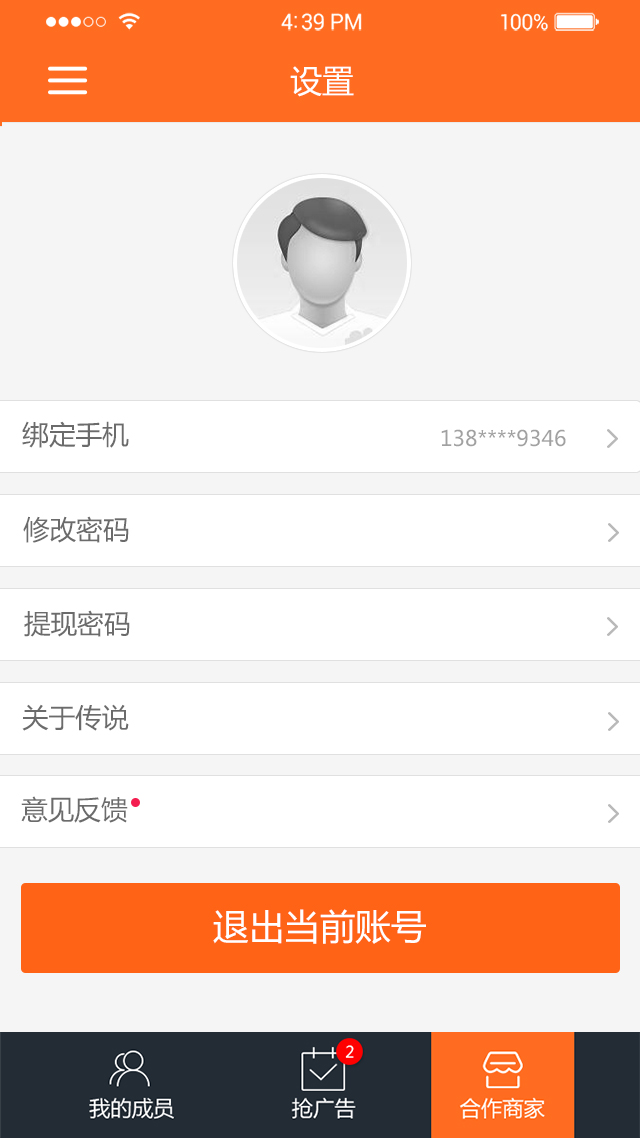 4:39 PM 100%
设置
绑定手机 138****9346
修改密码
提现密码
关于传说
意见反馈
退出当前账号
2
我的成员 抢广告 合作商家